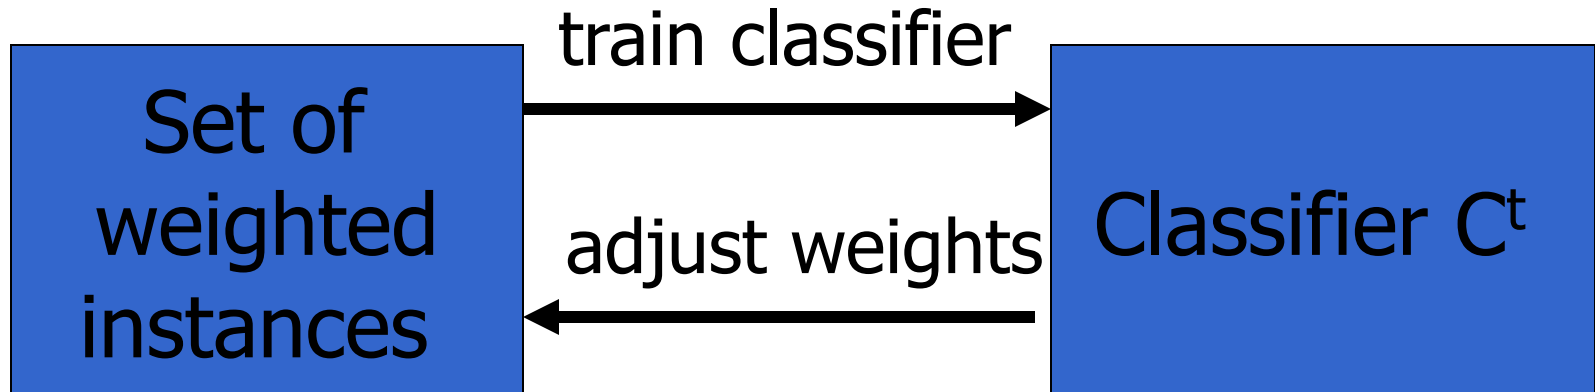 train classifier
Set of
weighted
instances
adjust weights
Classifier Cᵗ